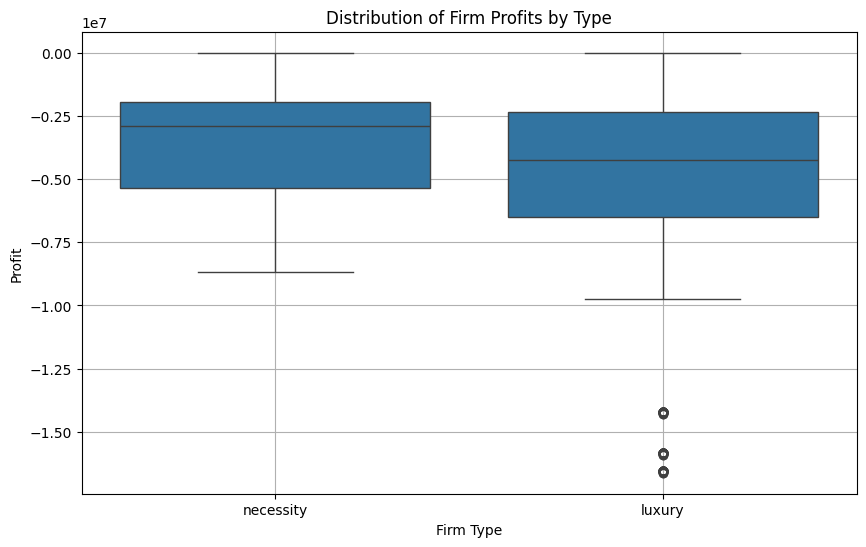 Distribution of Firm Profits by Type
1e7
0.00
−0.25
−0.50
−0.75
−1.00
−1.25
−1.50
Profit
necessity
luxury
Firm Type